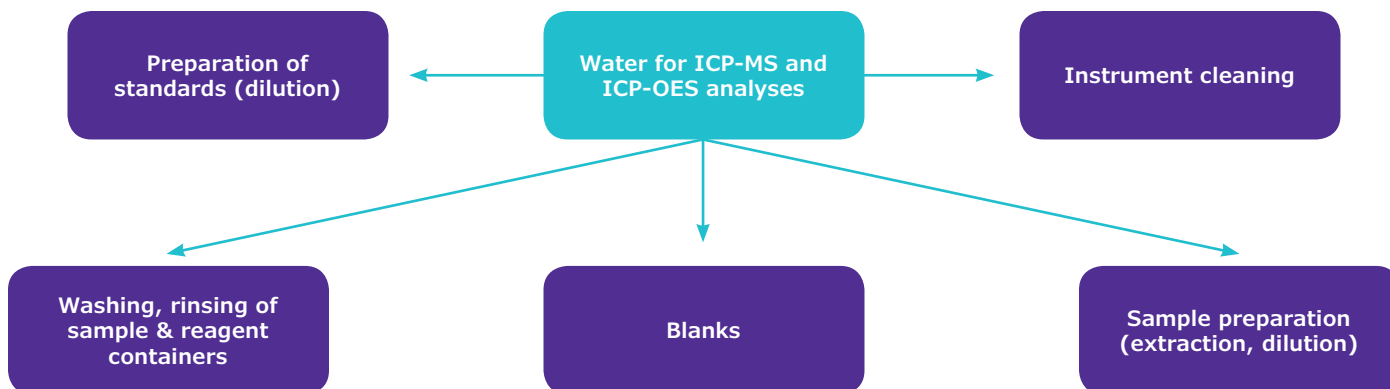 Preparation of
standards (dilution)
Water for ICP-MS and
ICP-OES analyses
Instrument cleaning
Washing, rinsing of
sample & reagent
containers
Blanks
Sample preparation
(extraction, dilution)